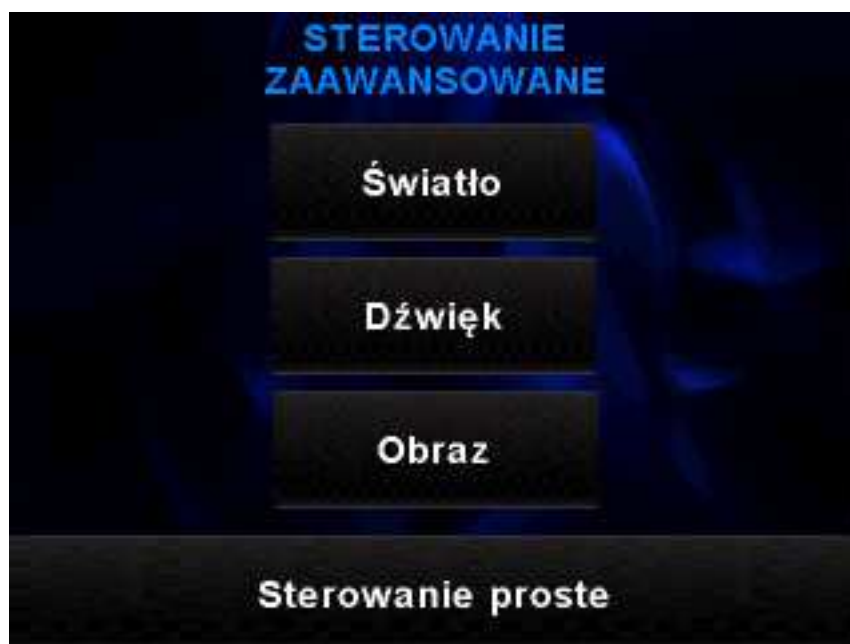 STEROWANIE
ZAAWANSOWANE
Światło
Dźwięk
Obraz
Sterowanie proste